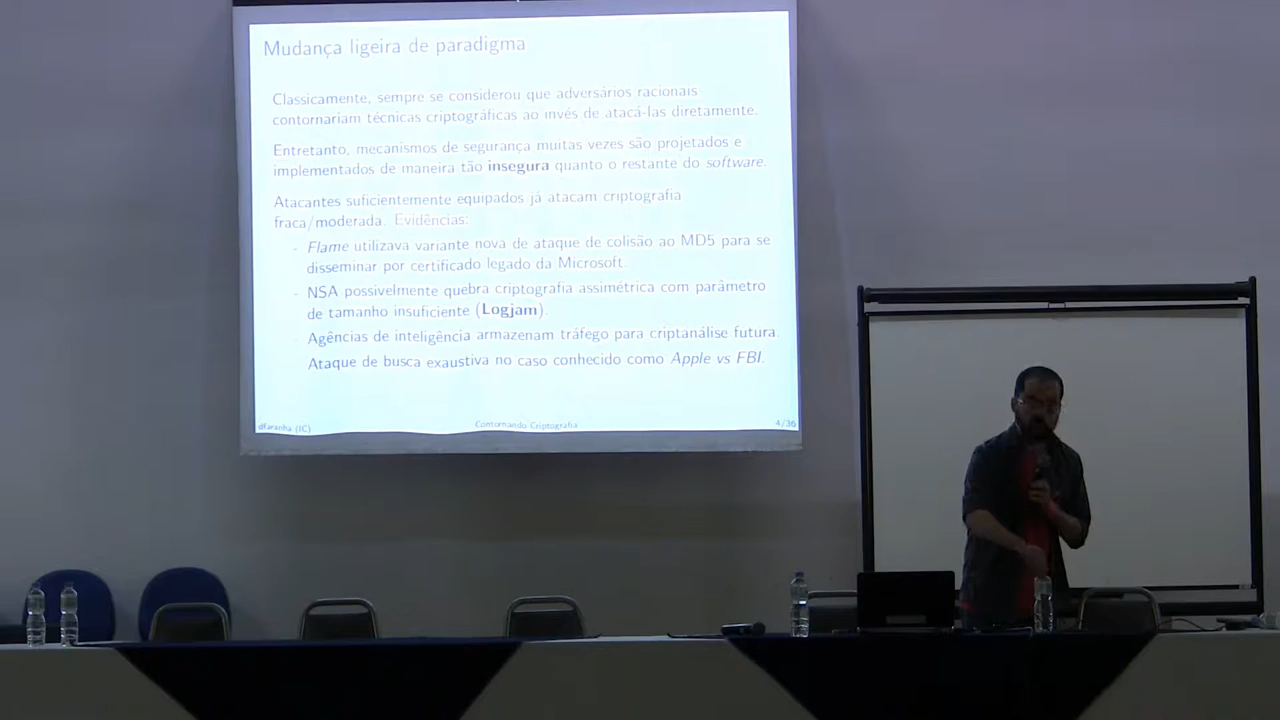 Mudança ligeira de paradigma
Classicamente, sempre se considerou que adversários racionais
contornariam técnicas criptográficas ao invés de atacá-las diretamente.
Entretanto, mecanismos de segurança muitas vezes são projetados e
implementados de maneira tão insegura quanto o restante do software.
Atacantes suficientemente equipados já atacam criptografia
fraca/moderada. Evidências:
- Flame utilizava variante nova de ataque de colisão ao MD5 para se
disseminar por certificado legado da Microsoft.
- NSA possivelmente quebra criptografia assimétrica com parâmetro
de tamanho insuficiente (Logjam).
- Agências de inteligência armazenam tráfego para criptanálise futura.
Ataque de busca exaustiva no caso conhecido como Apple vs FBI.
dfaranha (IC) Contornando Criptografia 4/36